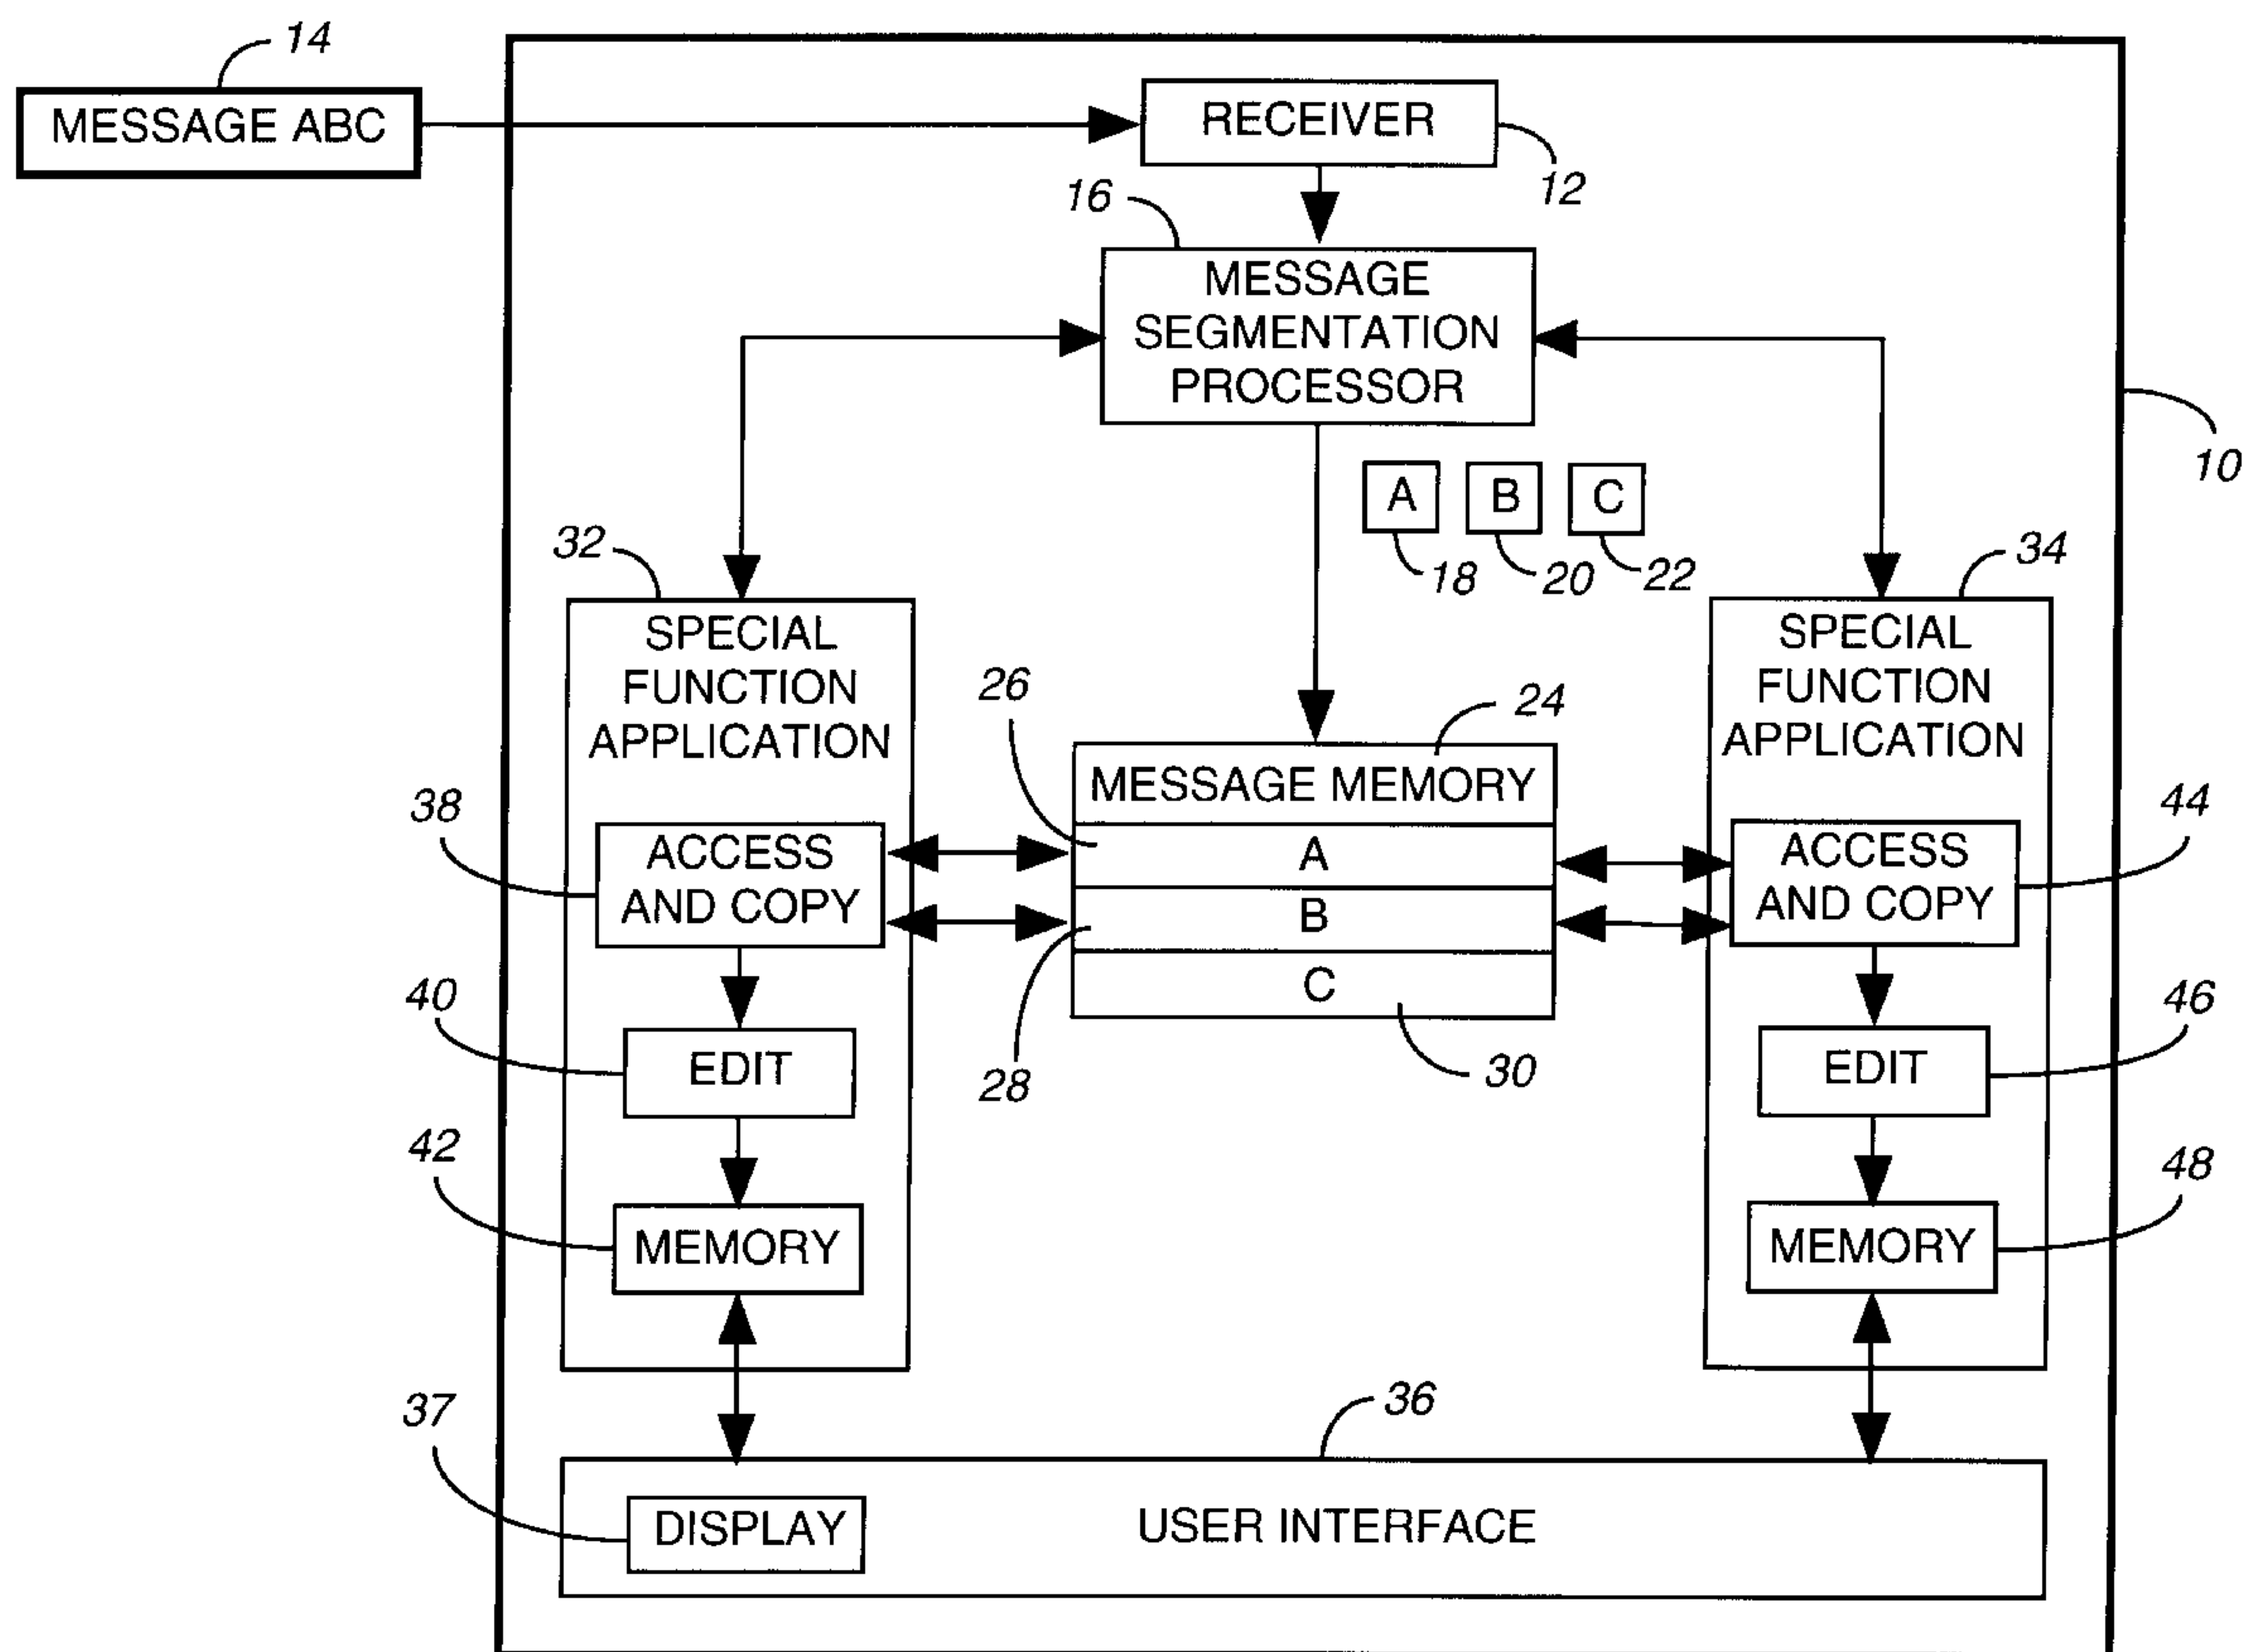 14
MESSAGE ABC
RECEIVER
12
16
MESSAGE
SEGMENTATION
PROCESSOR
10
A
B
C
18
20
22
32
34
SPECIAL
FUNCTION
APPLICATION
SPECIAL
FUNCTION
APPLICATION
26
24
MESSAGE MEMORY
38
44
ACCESS
AND COPY
A
B
C
ACCESS
AND COPY
40
46
EDIT
28
30
EDIT
42
48
MEMORY
MEMORY
37
36
DISPLAY
USER INTERFACE